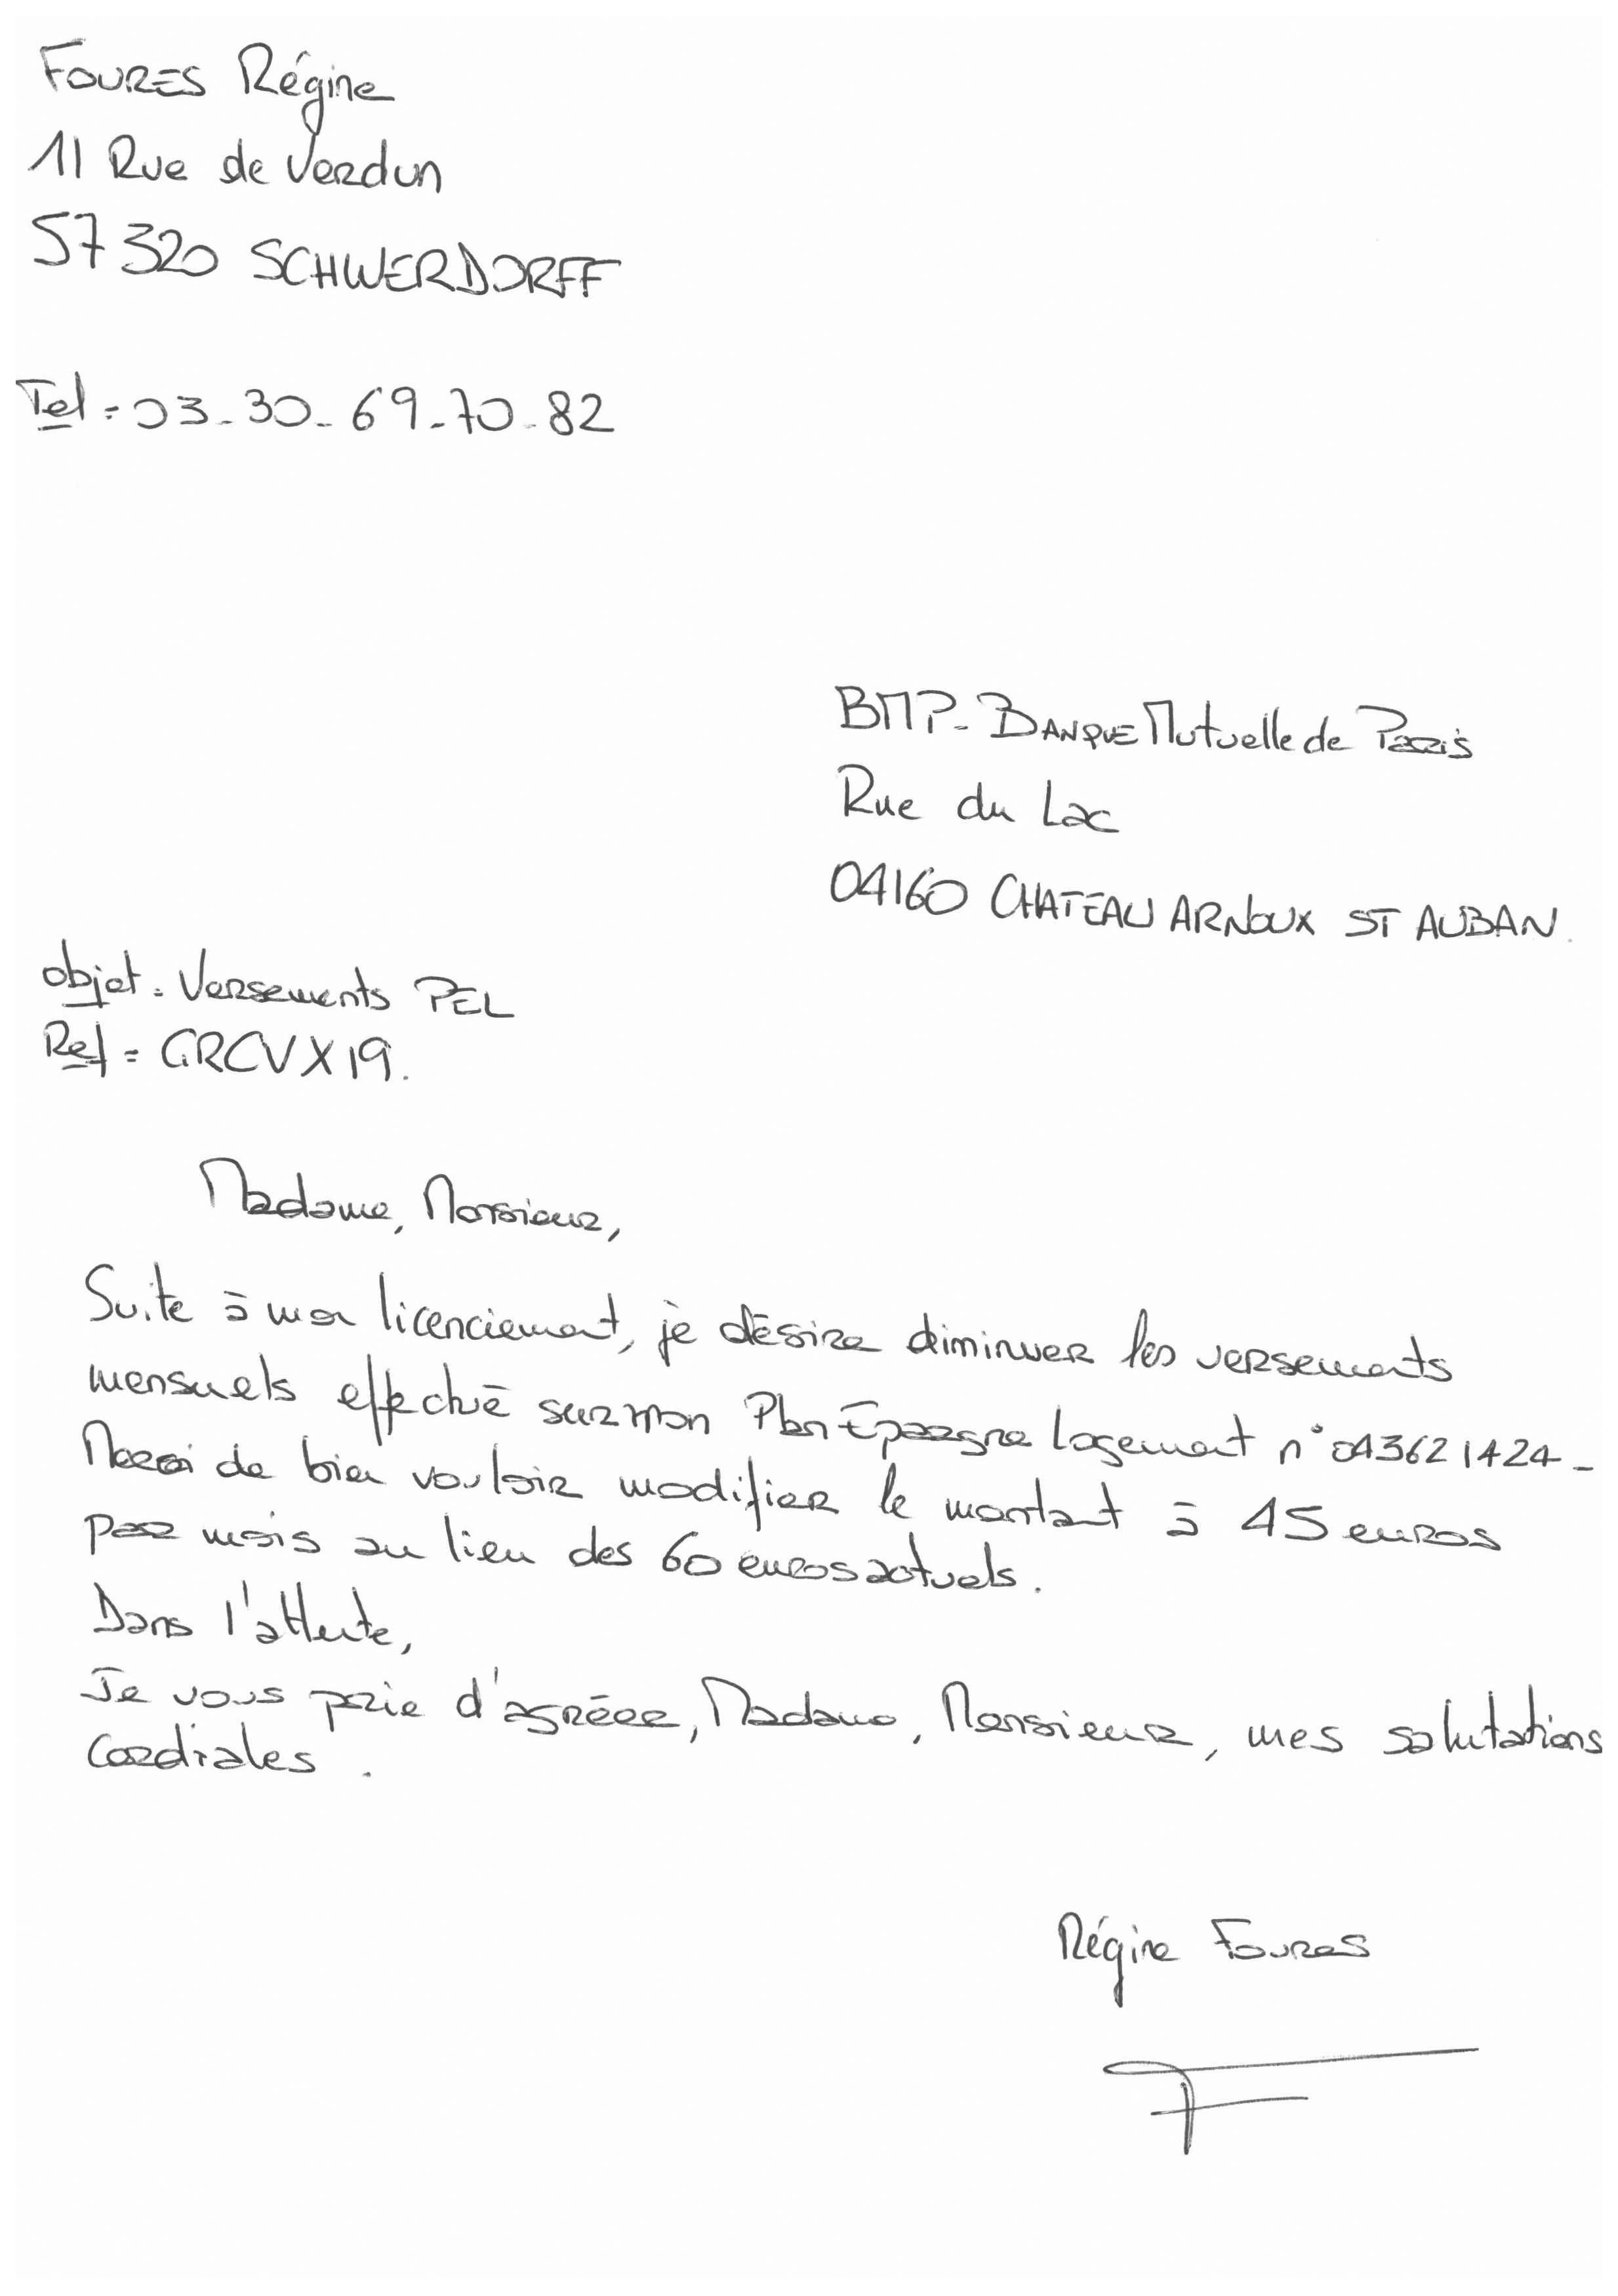 FOURES Régine
11 Rue de Verdun
57320 SCHWERDORFF
Tel : 03.30.69.70.82
BMP. BANQUE Mutuelle de Paris
Rue du Lac
04160 CHATEAU ARNOUX ST AUBAN.
objet : Versements PEL
Ref : GRCVX19.
Madame, Monsieur,
Suite à mon licenciement, je désire diminuer les versements
mensuels effectué sur mon Plan Epargne Logement n° 043621424_
Merci de bien vouloir modifier le montant à 45 euros
par mois au lieu des 60 euros actuels.
Dans l'attente,
Je vous prie d'agréer, Madame, Monsieur, mes salutations
Cordiales.
Régine Foures